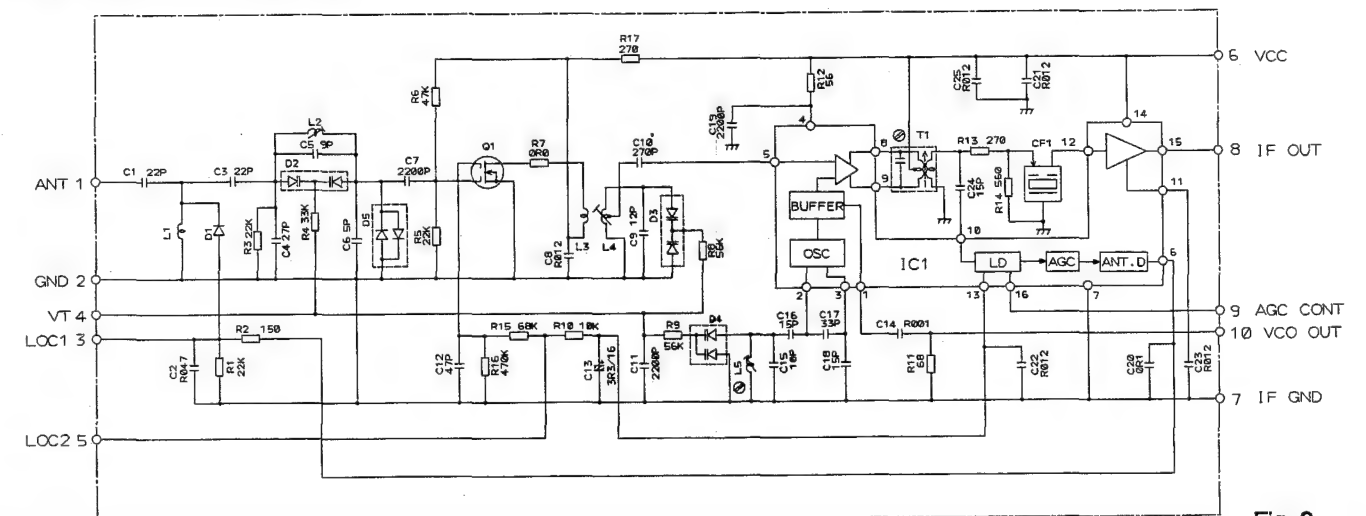 R17
270
6 VCC
R6
47K
R12
56
C25
R012
C21
R012
L2
C5 9P
D2
C19
2200P
4
14
Q1
R7
0R0
C10*
270P
T1
R13 270
CF1
12
15
8 IF OUT
5
8
9
ANT 1
C1 22P
C3 22P
C7
2200P
BUFFER
C24
15P
R14 560
11
L1
D1
R3 22K
C4 27P
R4 33K
C6 5P
D5
R5
22K
C8
R012
L3
L4
C9 12P
D3
R8
56K
OSC
10
IC1
LD
AGC
ANT.D
6
GND 2
2
3
1
13
16
7
VT 4
9 AGC CONT
LOC1 3
R2 150
R15 68K
R10 10K
R9
56K
D4
C16
15P
C17
33P
C14 R001
10 VCO OUT
C2
R047
R1
22K
C12
47P
R16
470K
C13
3R3/16
C11
2200P
L5
C15
10P
C18
15P
R11
68
C22
R012
C20
0R1
C23
R012
7 IF GND
LOC2 5